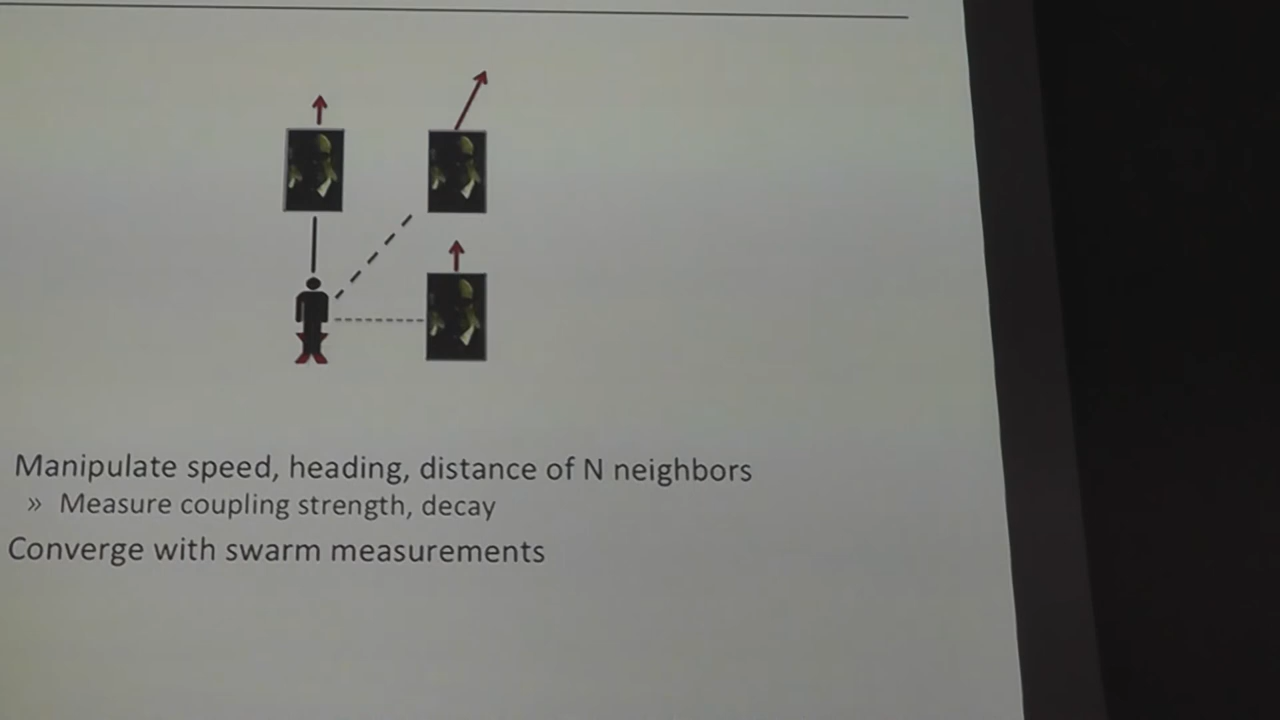 Manipulate speed, heading, distance of N neighbors
» Measure coupling strength, decay
Converge with swarm measurements